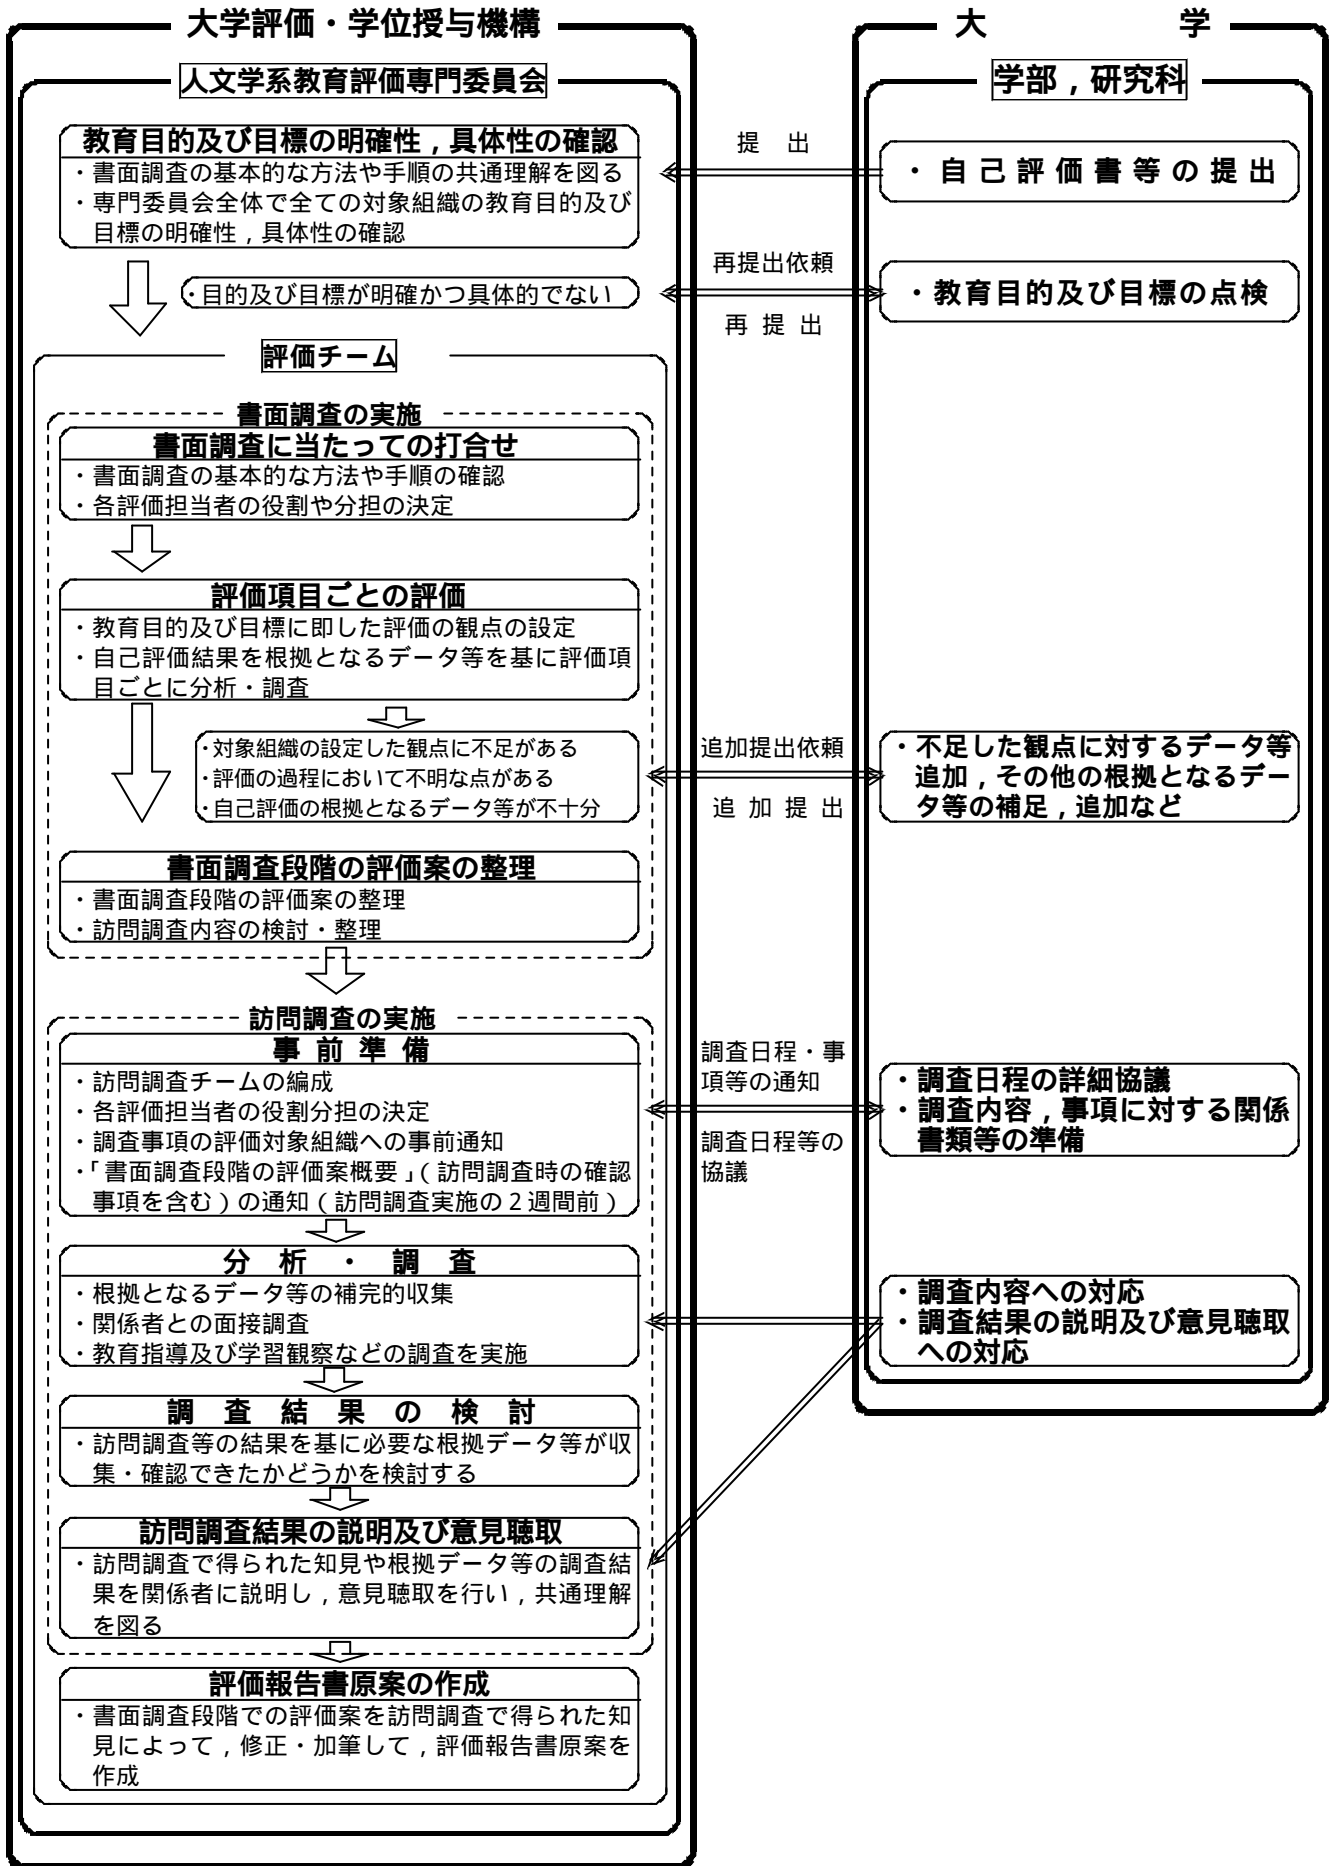 大学評価・学位授与機構
人文学系教育評価専門委員会
教育目的及び目標の明確性，具体性の確認
・書面調査の基本的な方法や手順の共通理解を図る
・専門委員会全体で全ての対象組織の教育目的及び
目標の明確性，具体性の確認
・目的及び目標が明確かつ具体的でない
評価チーム
書面調査の実施
書面調査に当たっての打合せ
・書面調査の基本的な方法や手順の確認
・各評価担当者の役割や分担の決定
評価項目ごとの評価
・教育目的及び目標に即した評価の観点の設定
・自己評価結果を根拠となるデータ等を基に評価項
目ごとに分析・調査
・対象組織の設定した観点に不足がある
・評価の過程において不明な点がある
・自己評価の根拠となるデータ等が不十分
書面調査段階の評価案の整理
・書面調査段階の評価案の整理
・訪問調査内容の検討・整理
訪問調査の実施
事前準備
・訪問調査チームの編成
・各評価担当者の役割分担の決定
・調査事項の評価対象組織への事前通知
・「書面調査段階の評価案概要」（訪問調査時の確認
事項を含む）の通知（訪問調査実施の２週間前）
分析・調査
・根拠となるデータ等の補完的収集
・関係者との面接調査
・教育指導及び学習観察などの調査を実施
調査結果の検討
・訪問調査等の結果を基に必要な根拠データ等が収
集・確認できたかどうかを検討する
訪問調査結果の説明及び意見聴取
・訪問調査で得られた知見や根拠データ等の調査結
果を関係者に説明し，意見聴取を行い，共通理解
を図る
評価報告書原案の作成
・書面調査段階での評価案を訪問調査で得られた知
見によって，修正・加筆して，評価報告書原案を
作成
提出
再提出依頼
再提出
追加提出依頼
追加提出
調査日程・事
項等の通知
調査日程等の
協議
大学
学部，研究科
・自己評価書等の提出
・教育目的及び目標の点検
・不足した観点に対するデータ等
追加，その他の根拠となるデー
タ等の補足，追加など
・調査日程の詳細協議
・調査内容，事項に対する関係
書類等の準備
・調査内容への対応
・調査結果の説明及び意見聴取
への対応